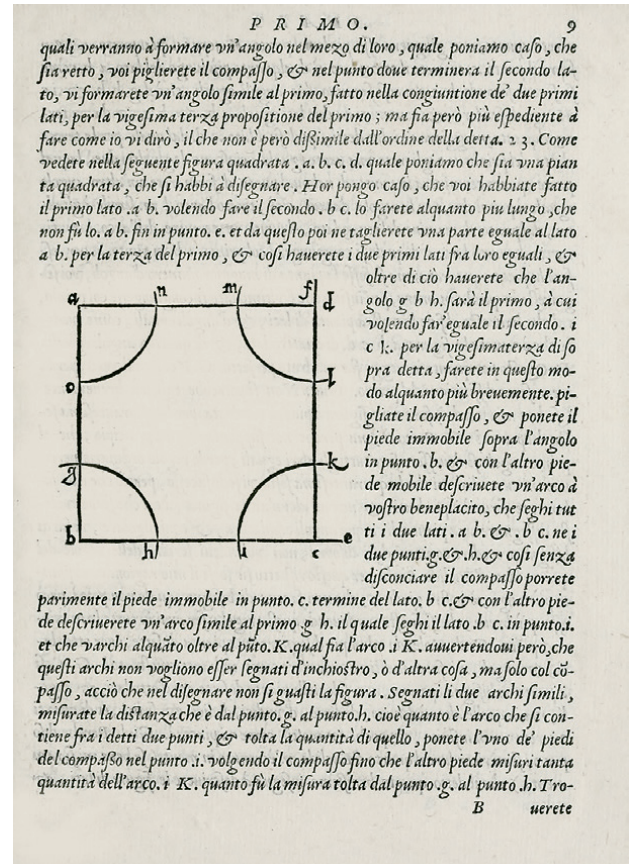 PRIMO. 9
quali verranno à formare vn'angolo nel mezo di loro, quale poniamo caso, che
sia retto, voi piglierete il compasso, & nel punto doue terminera il secondo la-
to, vi formarete vn'angolo simile al primo, fatto nella congiuntione de' due primi
lati, per la vigesima terza propositione del primo; ma fia però più espediente à
fare come io vi dirò, il che non è però dissimile dall'ordine della detta. 23. Come
vedete nella seguente figura quadrata. a. b. c. d. quale poniamo che sia vna pian
ta quadrata, che si habbi à disegnare. Hor pongo caso, che voi habbiate fatto
il primo lato. a b. volendo fare il secondo. b c. lo farete alquanto piu lungo, che
non fù lo. a b. fin in punto. e. et da questo poi ne taglierete vna parte eguale al lato
a b. per la terza del primo, & cosi hauerete i due primi lati fra loro eguali, &
oltre di ciò hauerete che l'an-
golo g b h. sarà il primo, à cui
volendo far'eguale il secondo. i
c k. per la vigesimaterza di so
pra detta, farete in questo mo-
do alquanto più breuemente. pi-
gliate il compasso, & ponete il
piede immobile sopra l'angolo
in punto. b. & con l'altro pie-
de mobile descriuete vn'arco à
vostro beneplacito, che seghi tut
ti i due lati. a b. &. b c. ne i
due punti. g. &. h. & cosi senza
disconciare il compasso porrete
a n m f d
o l
g k
b h i c e
parimente il piede immobile in punto. c. termine del lato. b c. & con l'altro pie-
de descriuerete vn'arco simile al primo. g h. il quale seghi il lato. b c. in punto. i.
et che varchi alquāto oltre al pūto. K. qual fia l'arco. i K. auuertendoui però, che
questi archi non vogliono esser segnati d'inchiostro, ò d'altra cosa, ma solo col cō-
passo, acciò che nel disegnare non si guasti la figura. Segnati li due archi simili,
misurate la distanza che è dal punto. g. al punto. h. cioè quanto è l'arco che si con-
tiene fra i detti due punti, & tolta la quantità di quello, ponete l'vno de' piedi
del compasso nel punto. i. volgendo il compasso fino che l'altro piede misuri tanta
quantità dell'arco. i K. quanto fù la misura tolta dal punto. g. al punto. h. Tro-
B uerete